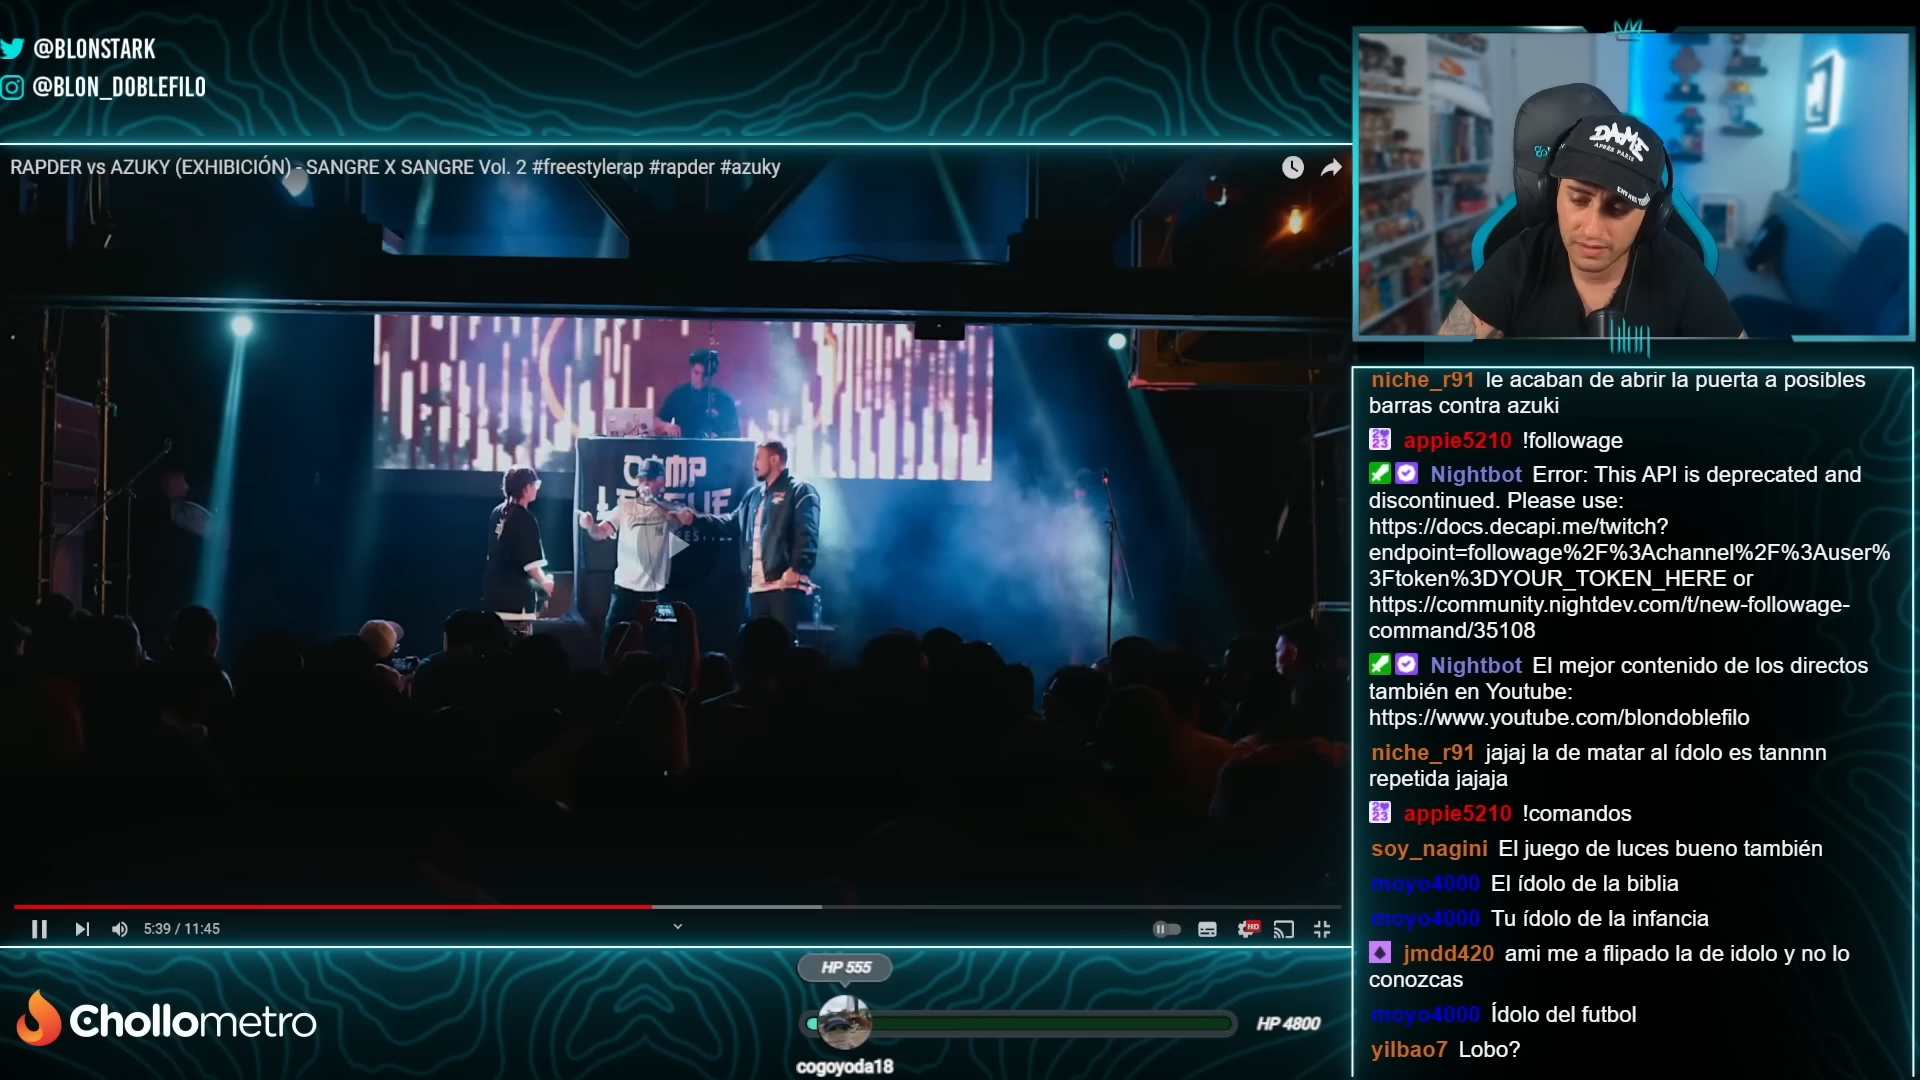 @BLONSTARK
@BLON_DOBLEFILO
RAPDER vs AZUKY (EXHIBICIÓN) - SANGRE X SANGRE Vol. 2 #freestylerap #rapder #azuky
DAME
APRÈS PARIS
CAMP
LEAGUE
5:39 / 11:45
HD
niche_r91 le acaban de abrir la puerta a posibles
barras contra azuki
appie5210 !followage
Nightbot Error: This API is deprecated and
discontinued. Please use:
https://docs.decapi.me/twitch?
endpoint=followage%2F%3Achannel%2F%3Auser%
3Ftoken%3DYOUR_TOKEN_HERE or
https://community.nightdev.com/t/new-followage-
command/35108
Nightbot El mejor contenido de los directos
también en Youtube:
https://www.youtube.com/blondoblefilo
niche_r91 jajaj la de matar al ídolo es tannnn
repetida jajaja
appie5210 !comandos
soy_nagini El juego de luces bueno también
moyo4000 El ídolo de la biblia
moyo4000 Tu ídolo de la infancia
jmdd420 ami me a flipado la de idolo y no lo
conozcas
moyo4000 Ídolo del futbol
yilbao7 Lobo?
Chollometro
HP 555
HP 4800
cogoyoda18